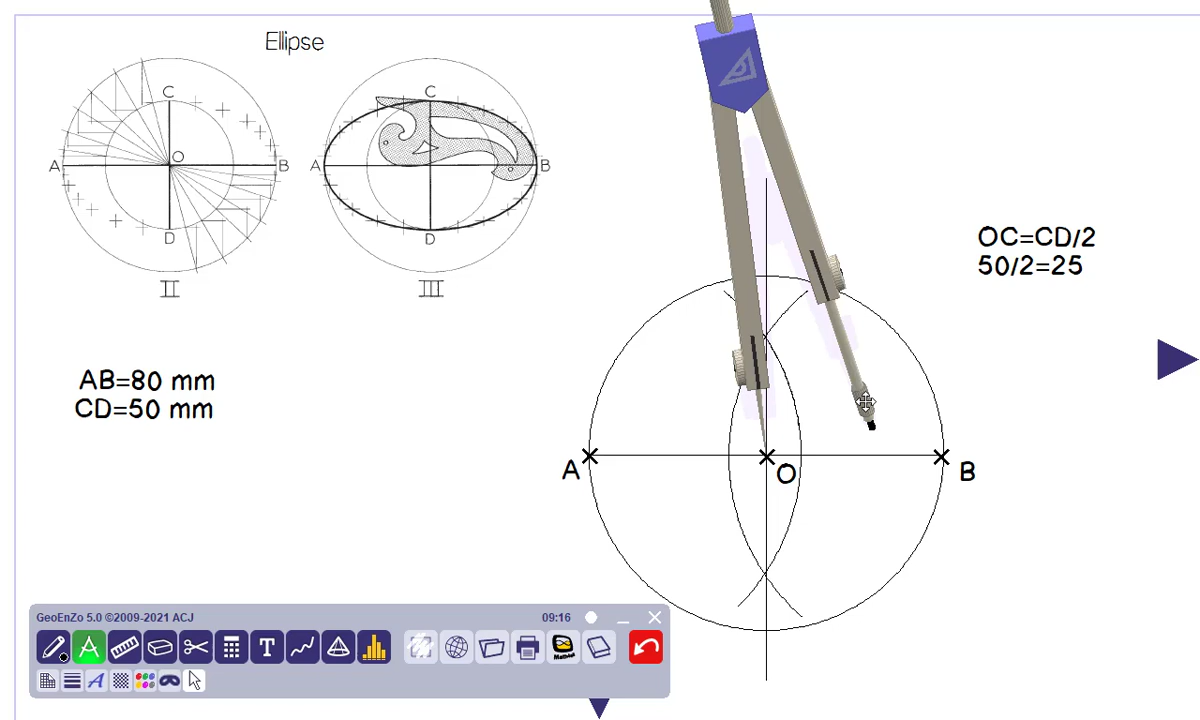 Ellipse
C
A
O
B
D
II
C
A
B
D
III
OC=CD/2
50/2=25
AB=80 mm
CD=50 mm
A
O
B
GeoEnZo 5.0 ©2009-2021 ACJ
09:16
T
A